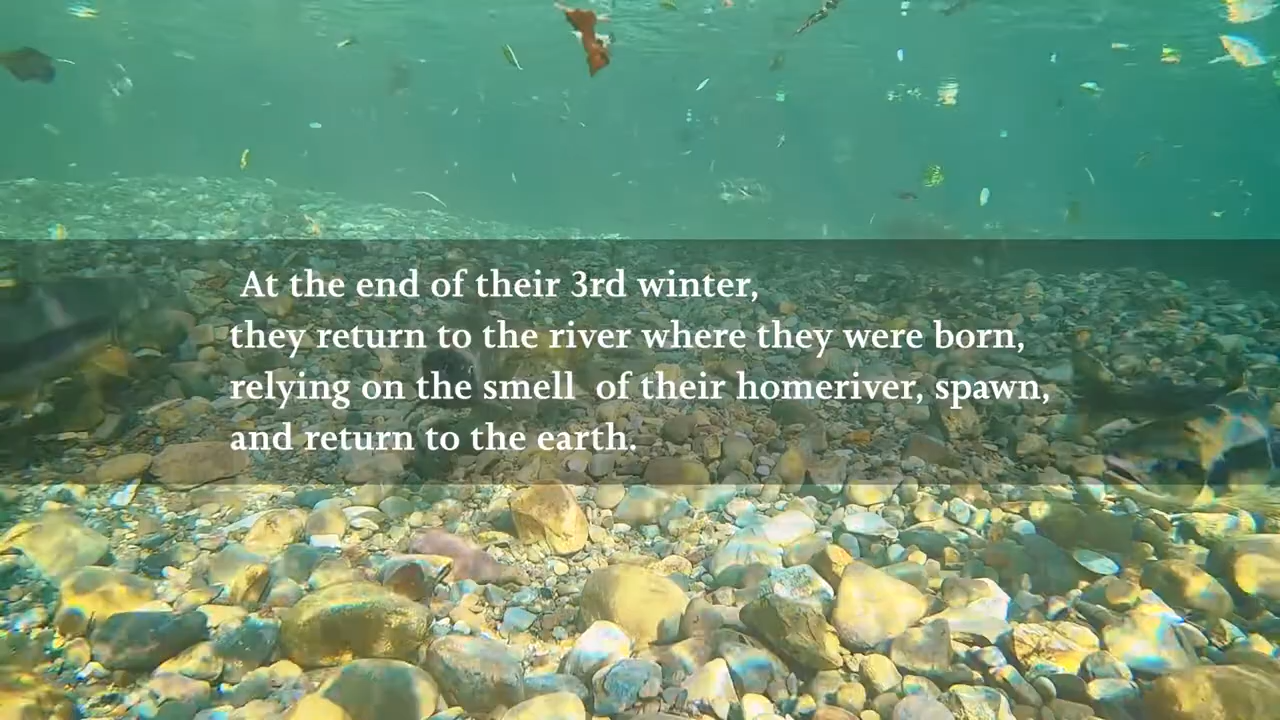 At the end of their 3rd winter,
they return to the river where they were born,
relying on the smell  of their homeriver, spawn,
and return to the earth.